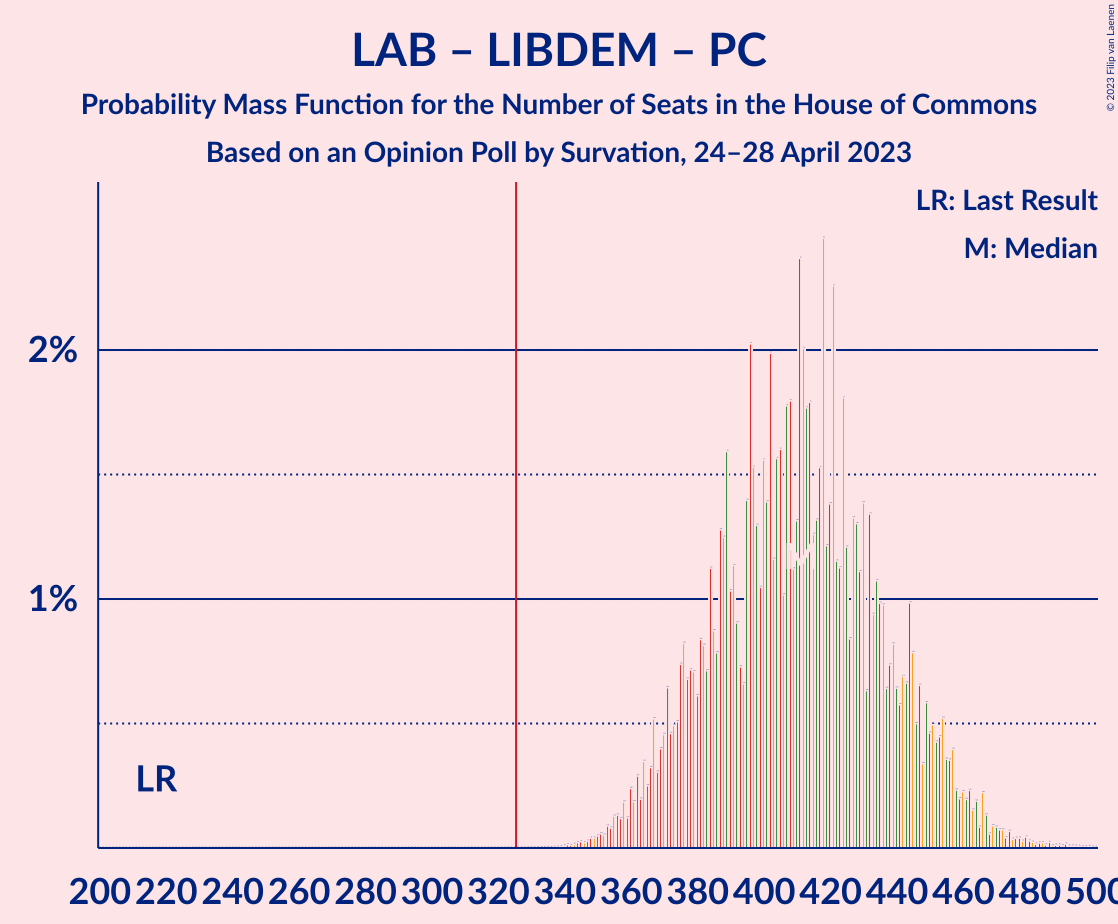 LAB – LIBDEM – PC
Probability Mass Function for the Number of Seats in the House of Commons
Based on an Opinion Poll by Survation, 24–28 April 2023
© 2023 Filip van Laenen
LR: Last Result
M: Median
2%
1%
LR
M
200 220 240 260 280 300 320 340 360 380 400 420 440 460 480 500